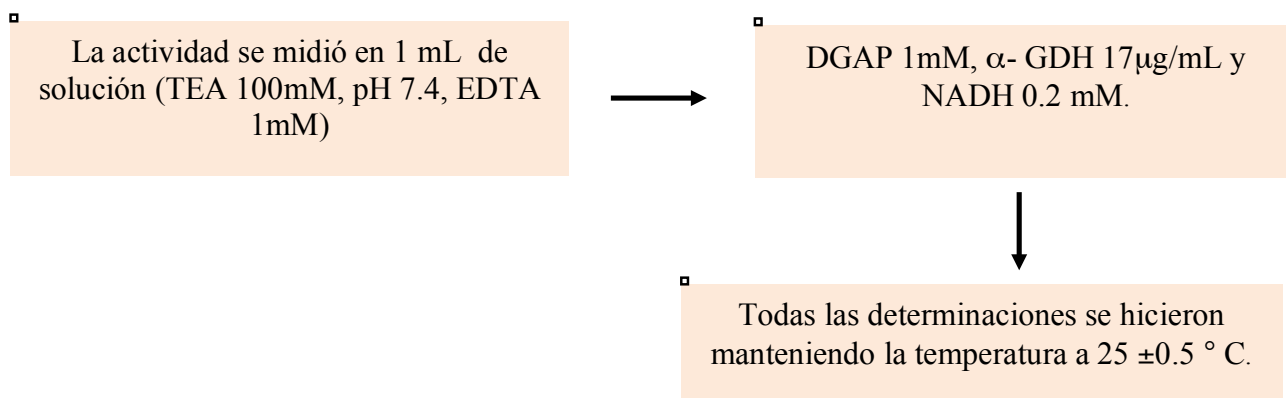 La actividad se midió en 1 mL de
solución (TEA 100mM, pH 7.4, EDTA
1mM)
DGAP 1mM, α- GDH 17μg/mL y
NADH 0.2 mM.
Todas las determinaciones se hicieron
manteniendo la temperatura a 25 ±0.5 ° C.